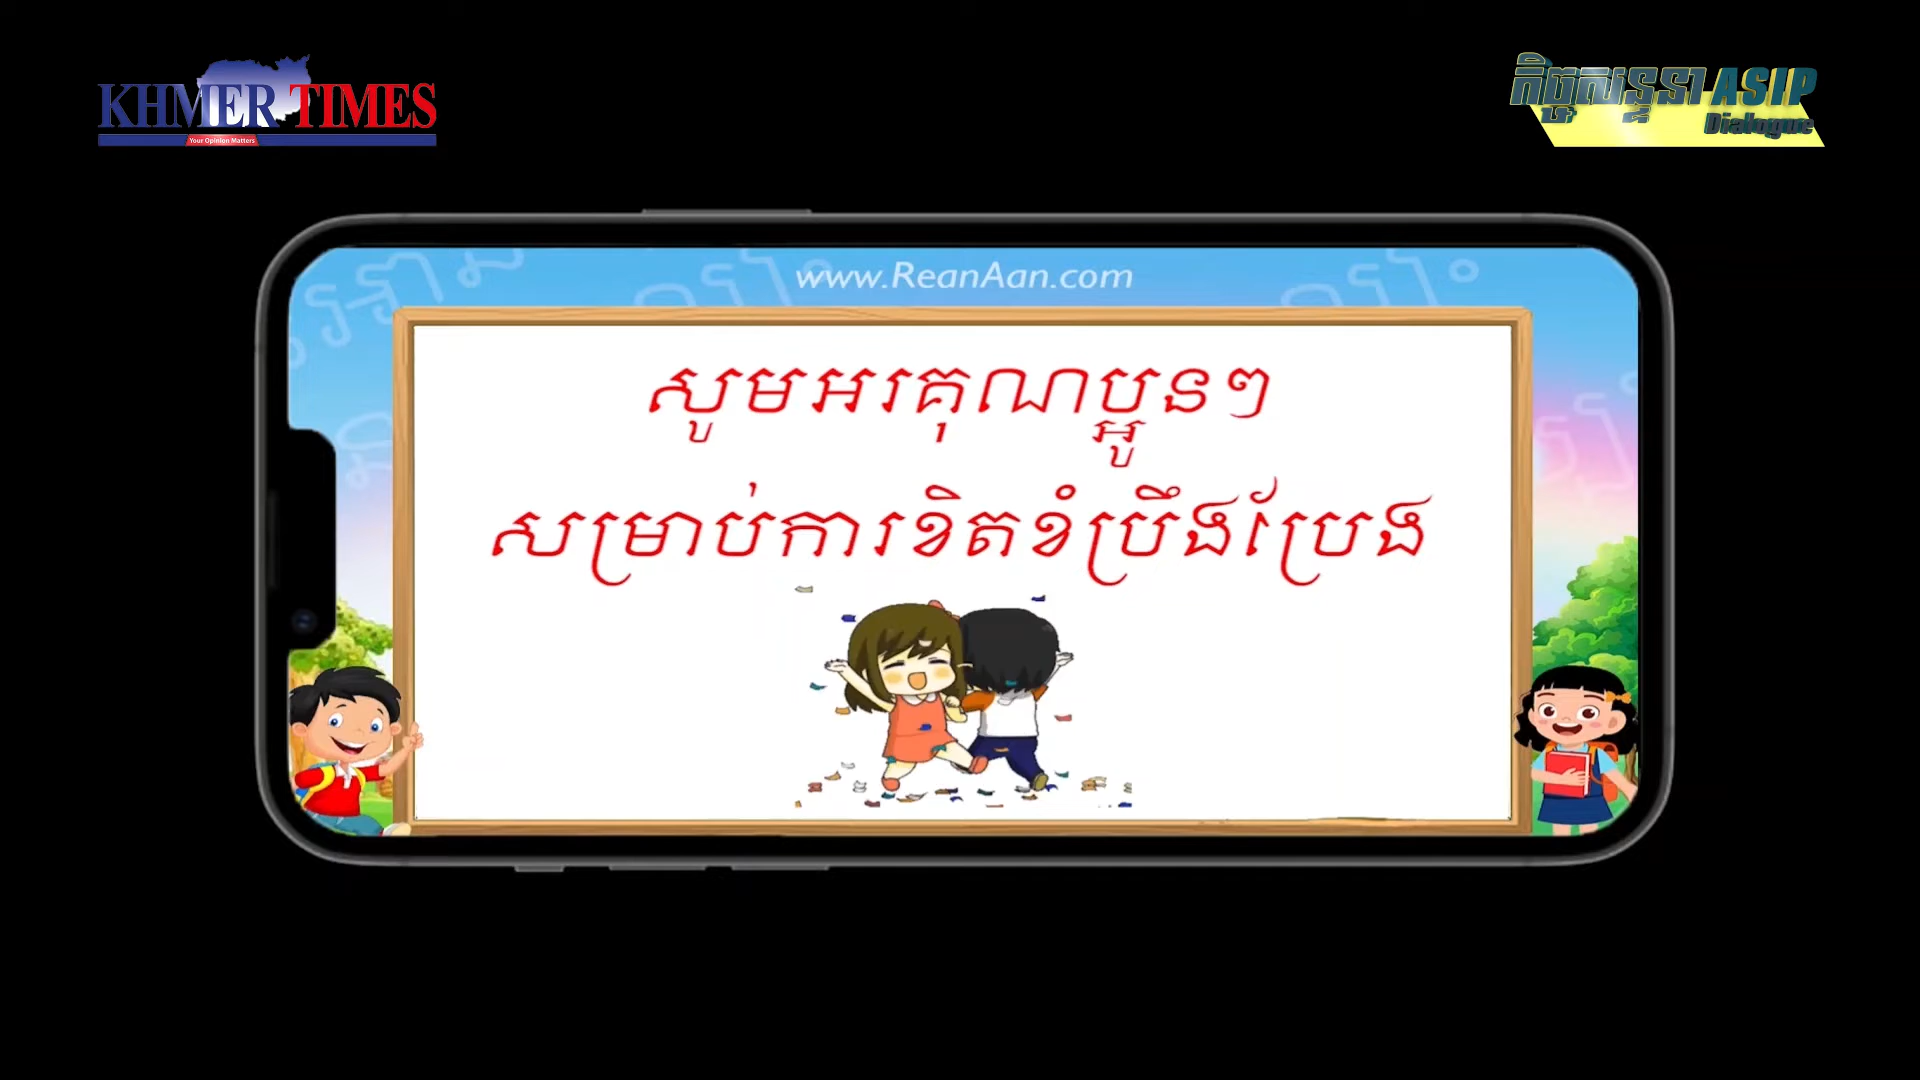 KHMER TIMES
Your Opinion Matters
កិច្ចសន្ទនា ASIP
Dialogue
www.ReanAan.com
សូមអរគុណប្អូនៗ
សម្រាប់ការខិតខំប្រឹងប្រែង